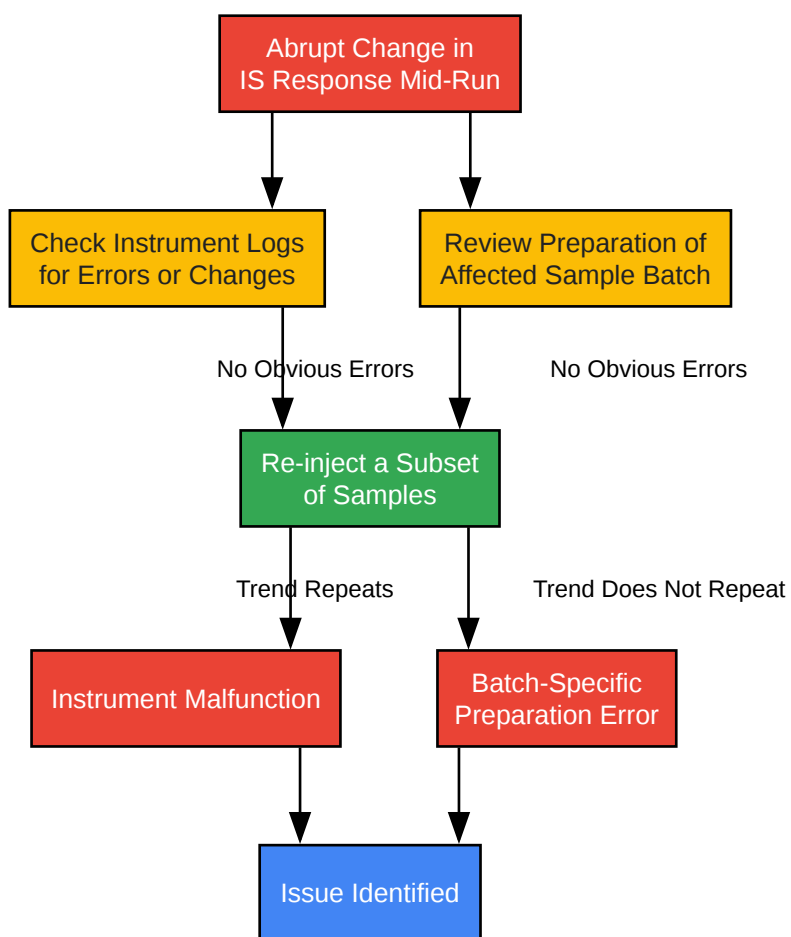 Abrupt Change in
IS Response Mid-Run
Check Instrument Logs
for Errors or Changes
Review Preparation of
Affected Sample Batch
No Obvious Errors
No Obvious Errors
Re-inject a Subset
of Samples
Trend Repeats
Trend Does Not Repeat
Instrument Malfunction
Batch-Specific
Preparation Error
Issue Identified